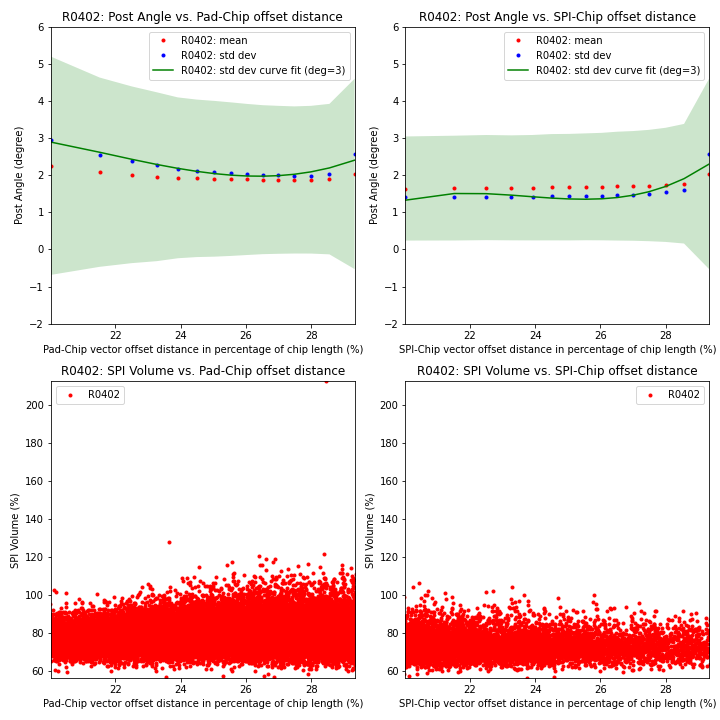 R0402: Post Angle vs. Pad-Chip offset distance
R0402: mean
R0402: std dev
R0402: std dev curve fit (deg=3)
6
5
4
3
2
1
0
−1
−2
Post Angle (degree)
22
24
26
28
Pad-Chip vector offset distance in percentage of chip length (%)
R0402: Post Angle vs. SPI-Chip offset distance
R0402: mean
R0402: std dev
R0402: std dev curve fit (deg=3)
6
5
4
3
2
1
0
−1
−2
Post Angle (degree)
22
24
26
28
SPI-Chip vector offset distance in percentage of chip length (%)
R0402: SPI Volume vs. Pad-Chip offset distance
R0402
200
180
160
140
120
100
80
60
SPI Volume (%)
22
24
26
28
Pad-Chip vector offset distance in percentage of chip length (%)
R0402: SPI Volume vs. SPI-Chip offset distance
R0402
200
180
160
140
120
100
80
60
SPI Volume (%)
22
24
26
28
SPI-Chip vector offset distance in percentage of chip length (%)